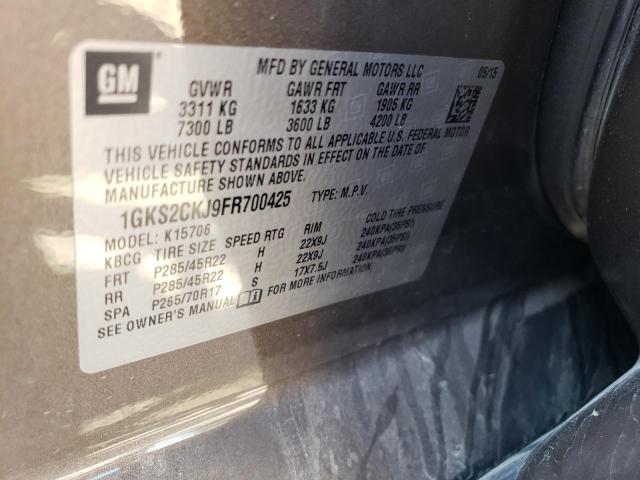 GM
MFD BY GENERAL MOTORS LLC 05/15
GVWR GAWR FRT GAWR RR
3311 KG 1633 KG 1905 KG
7300 LB 3600 LB 4200 LB
THIS VEHICLE CONFORMS TO ALL APPLICABLE U.S. FEDERAL MOTOR
VEHICLE SAFETY STANDARDS IN EFFECT ON THE DATE OF
MANUFACTURE SHOWN ABOVE.
1GKS2CKJ9FR700425 TYPE: M.P.V.
MODEL: K15706
KBCG TIRE SIZE SPEED RTG RIM COLD TIRE PRESSURE
FRT P285/45R22 H 22X9J 240KPA(35PSI)
RR P285/45R22 H 22X9J 240KPA(35PSI)
SPA P265/70R17 S 17X7.5J 240KPA(35PSI)
SEE OWNER'S MANUAL FOR MORE INFORMATION